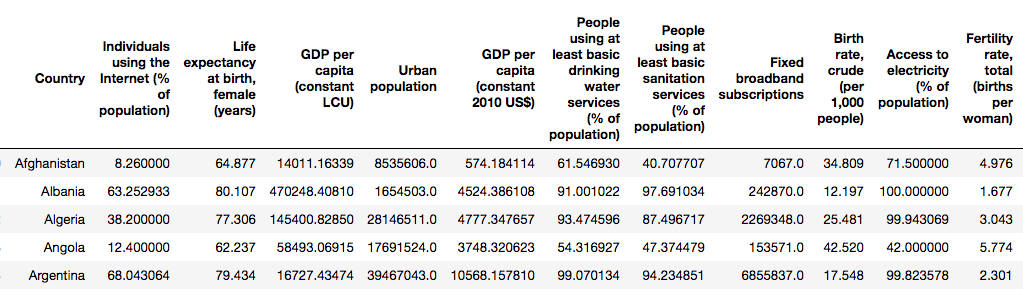 Country
Individuals
using the
Internet (%
of
population)
Life
expectancy
at birth,
female
(years)
GDP per
capita
(constant
LCU)
Urban
population
GDP per
capita
(constant
2010 US$)
People
using at
least basic
drinking
water
services
(% of
population)
People
using at
least basic
sanitation
services
(% of
population)
Fixed
broadband
subscriptions
Birth
rate,
crude
(per
1,000
people)
Access to
electricity
(% of
population)
Fertility
rate,
total
(births
per
woman)
Afghanistan 8.260000 64.877 14011.16339 8535606.0 574.184114 61.546930 40.707707 7067.0 34.809 71.500000 4.976
Albania 63.252933 80.107 470248.40810 1654503.0 4524.386108 91.001022 97.691034 242870.0 12.197 100.000000 1.677
Algeria 38.200000 77.306 145400.82850 28146511.0 4777.347657 93.474596 87.496717 2269348.0 25.481 99.943069 3.043
Angola 12.400000 62.237 58493.06915 17691524.0 3748.320623 54.316927 47.374479 153571.0 42.520 42.000000 5.774
Argentina 68.043064 79.434 16727.43474 39467043.0 10568.157810 99.070134 94.234851 6855837.0 17.548 99.823578 2.301